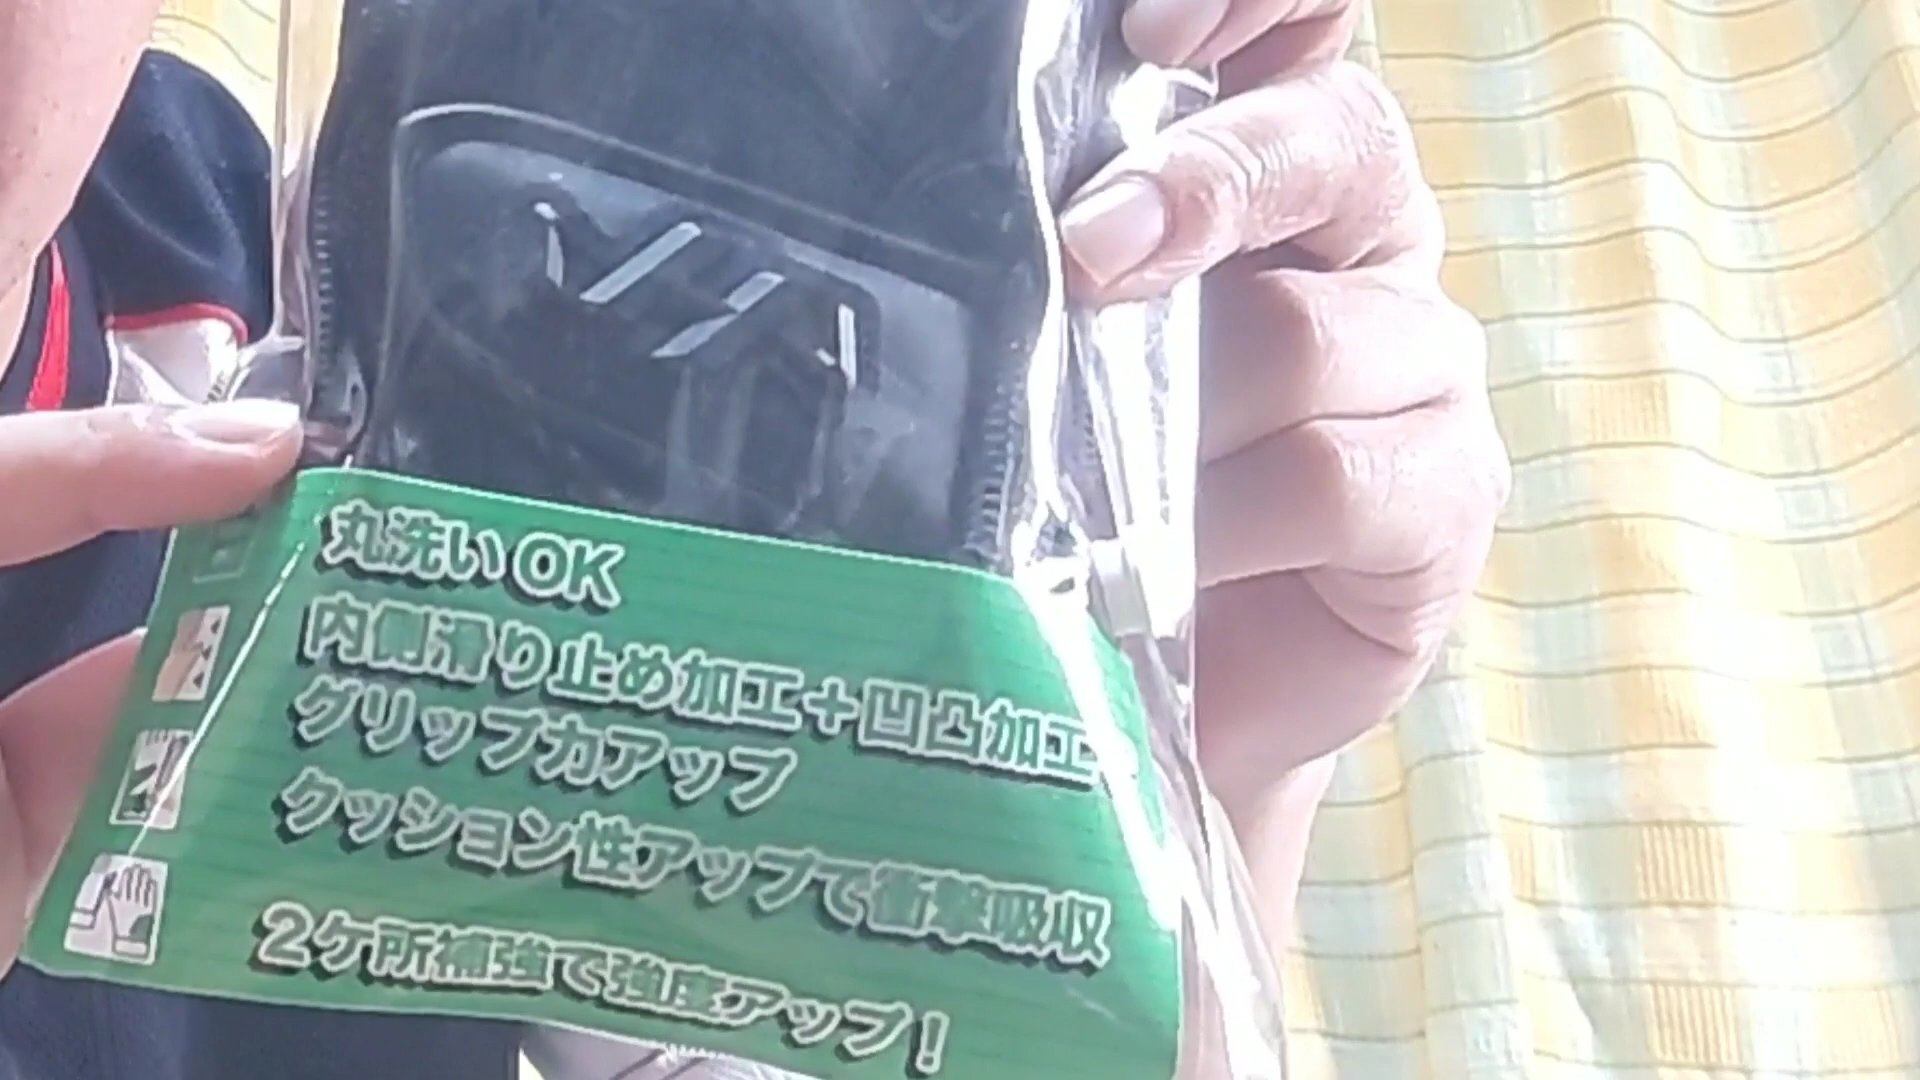 丸洗いOK
内側滑り止め加工＋凹凸加工
グリップ力アップ
クッション性アップで衝撃吸収
2ケ所補強で強度アップ！